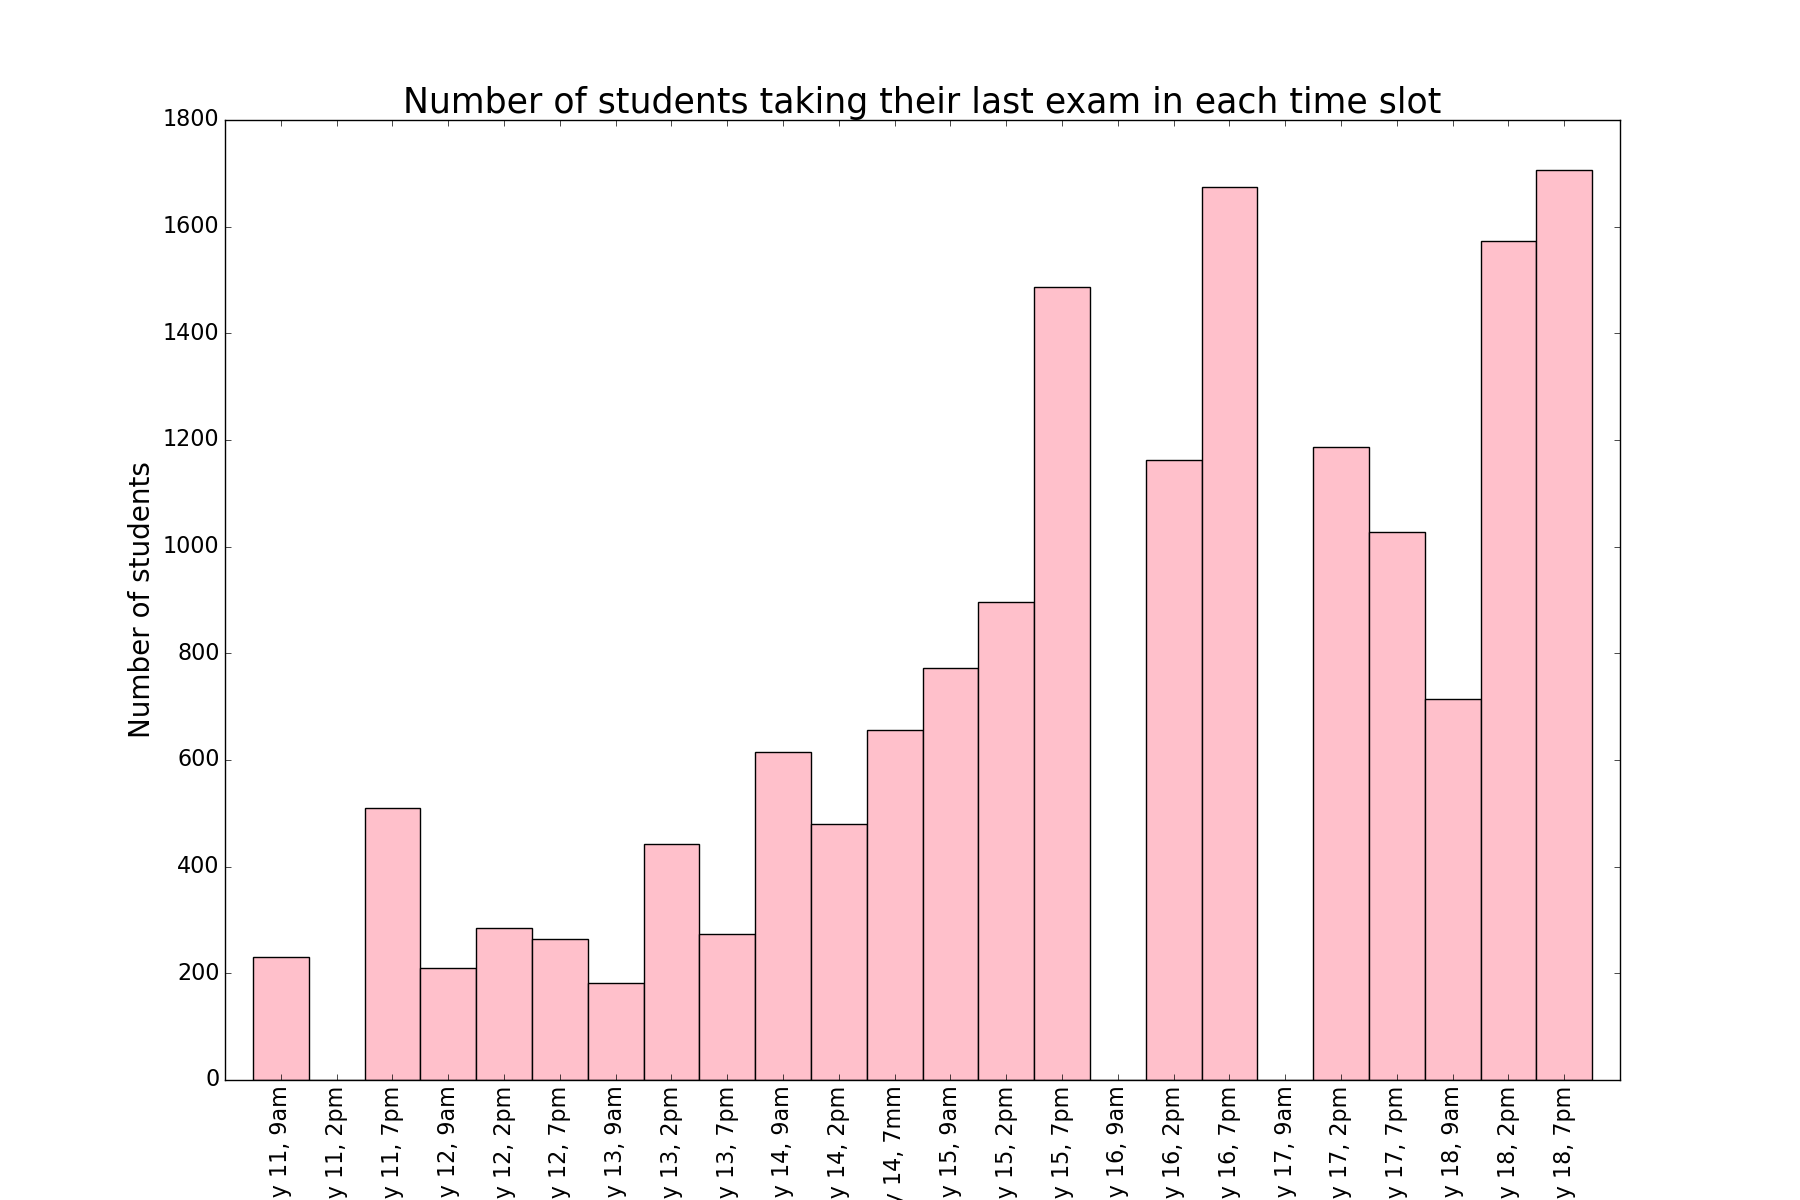 Number of students taking their last exam in each time slot
Number of students
1800
1600
1400
1200
1000
800
600
400
200
0
y 11, 9am
y 11, 2pm
y 11, 7pm
y 12, 9am
y 12, 2pm
y 12, 7pm
y 13, 9am
y 13, 2pm
y 13, 7pm
y 14, 9am
y 14, 2pm
y 14, 7mm
y 15, 9am
y 15, 2pm
y 15, 7pm
y 16, 9am
y 16, 2pm
y 16, 7pm
y 17, 9am
y 17, 2pm
y 17, 7pm
y 18, 9am
y 18, 2pm
y 18, 7pm